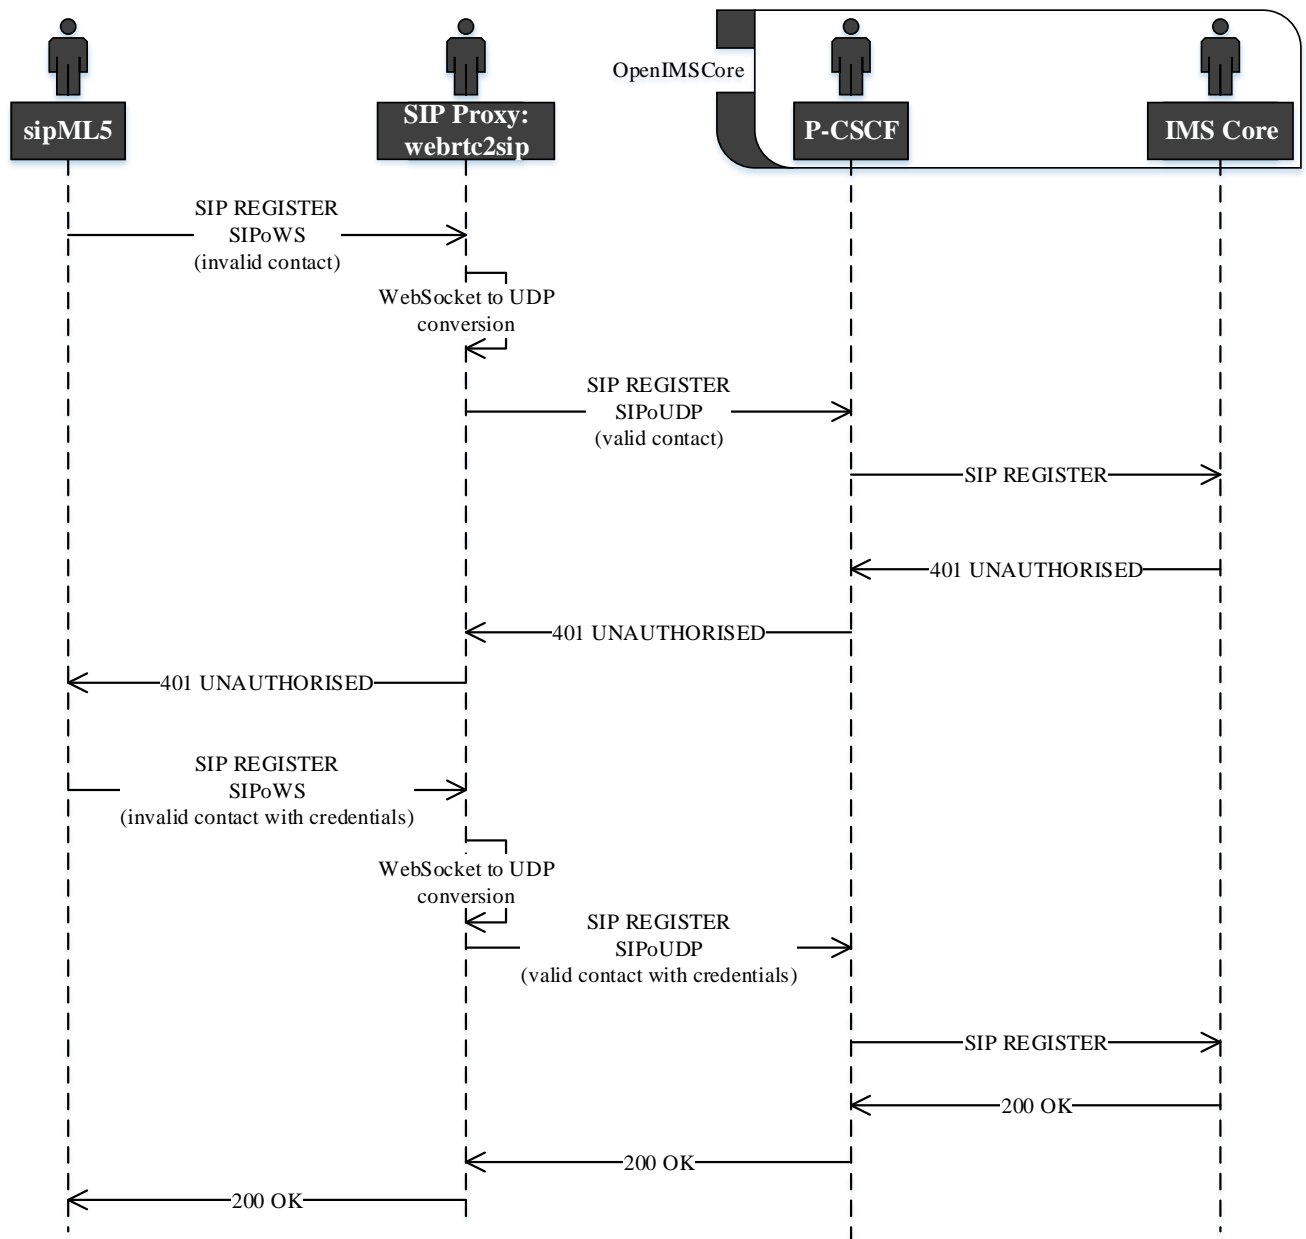 OpenIMSCore
sipML5
SIP Proxy:
webrtc2sip
P-CSCF
IMS Core
SIP REGISTER
SIPoWS
(invalid contact)
WebSocket to UDP
conversion
SIP REGISTER
SIPoUDP
(valid contact)
SIP REGISTER
401 UNAUTHORISED
401 UNAUTHORISED
401 UNAUTHORISED
SIP REGISTER
SIPoWS
(invalid contact with credentials)
WebSocket to UDP
conversion
SIP REGISTER
SIPoUDP
(valid contact with credentials)
SIP REGISTER
200 OK
200 OK
200 OK